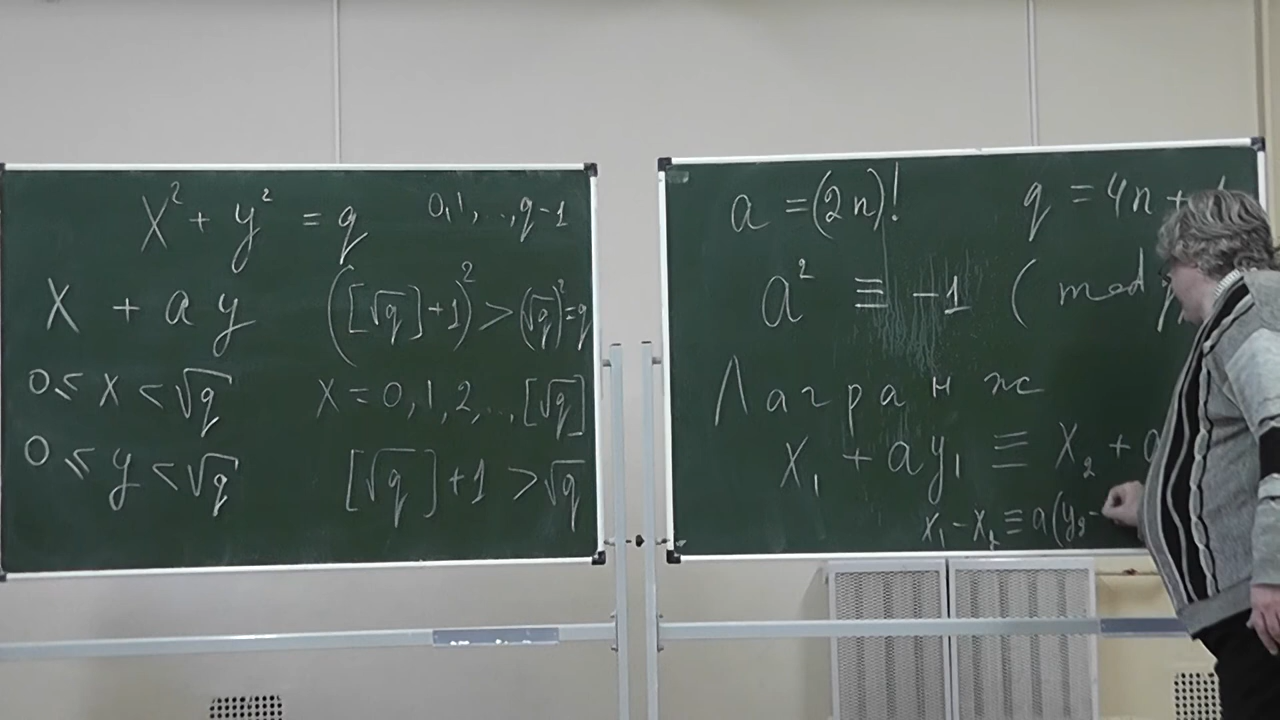 x² + y² = q 0,1,...,q-1
x + a y ([√q]+1)² > (√q)² = q
0 ≤ x < √q x = 0,1,2,...,[√q]
0 ≤ y < √q [√q]+1 > √q
a = (2n)! q = 4n +
a² ≡ -1 (mod
Лагранж
x₁ + ay₁ ≡ x₂ + a
x₁ - x₂ ≡ a(y₂ -